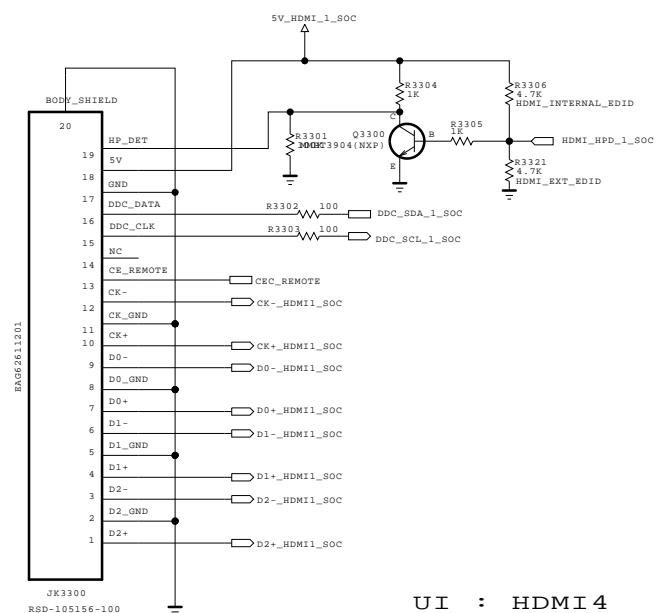 5V_HDMI_1_SOC
BODY_SHIELD
20
R3304
1K
R3306
4.7K
HDMI_INTERNAL_EDID
C
Q3300
MMBT3904(NXP)
R3301
B
E
R3305
1K
HDMI_HPD_1_SOC
R3321
4.7K
HDMI_EXT_EDID
19 HP_DET
18 5V
17 GND
16 DDC_DATA R3302 100 DDC_SDA_1_SOC
15 DDC_CLK R3303 100 DDC_SCL_1_SOC
14 NC
13 CE_REMOTE CEC_REMOTE
12 CK- CK-_HDMI1_SOC
11 CK_GND
10 CK+ CK+_HDMI1_SOC
9 D0- D0-_HDMI1_SOC
8 D0_GND
7 D0+ D0+_HDMI1_SOC
6 D1- D1-_HDMI1_SOC
5 D1_GND
4 D1+ D1+_HDMI1_SOC
3 D2- D2-_HDMI1_SOC
2 D2_GND
1 D2+ D2+_HDMI1_SOC
EAG62611201
JK3300
RSD-105156-100
UI : HDMI4